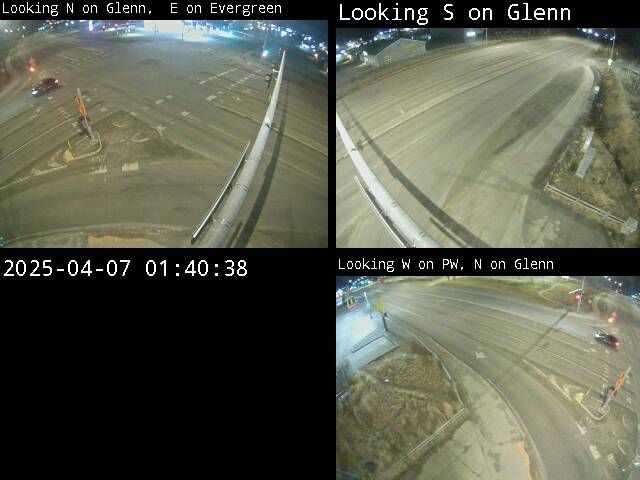 Looking N on Glenn,  E on Evergreen
Looking S on Glenn
2025-04-07 01:40:38
Looking W on PW, N on Glenn